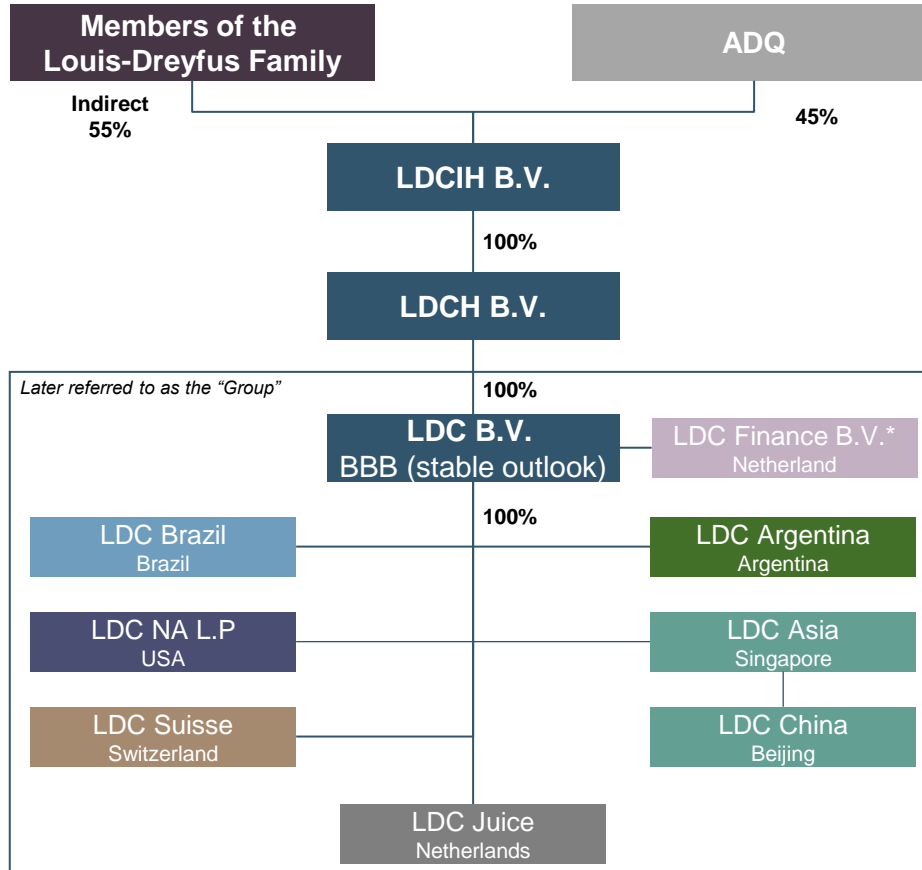 Members of the
Louis-Dreyfus Family
ADQ
Indirect
55%
45%
LDCIH B.V.
100%
LDCH B.V.
Later referred to as the “Group”
100%
LDC B.V.
BBB (stable outlook)
LDC Finance B.V.*
Netherland
100%
LDC Brazil
Brazil
LDC Argentina
Argentina
LDC NA L.P
USA
LDC Asia
Singapore
LDC Suisse
Switzerland
LDC China
Beijing
LDC Juice
Netherlands